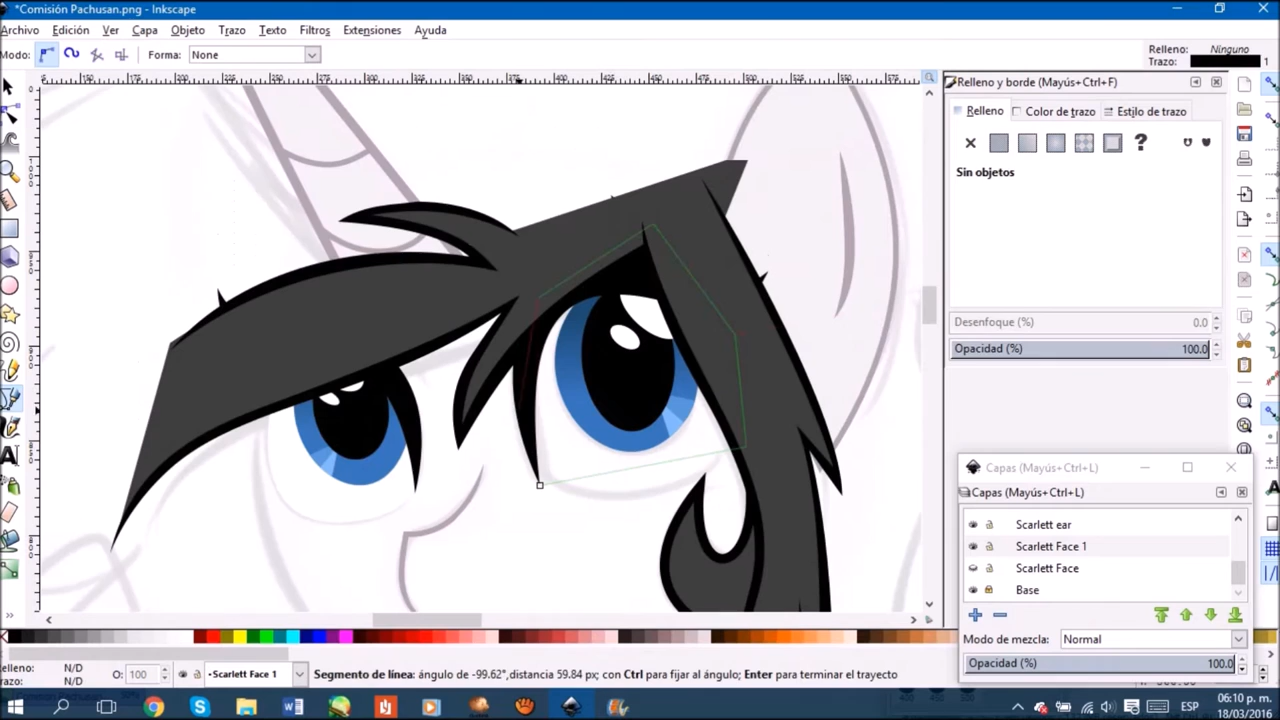 *Comisión Pachusan.png - Inkscape
Archivo Edición Ver Capa Objeto Trazo Texto Filtros Extensiones Ayuda
Modo: Forma: None
Relleno: Ninguno
Trazo: 1
Relleno y borde (Mayús+Ctrl+F)
Relleno Color de trazo Estilo de trazo
Sin objetos
Desenfoque (%) 0.0
Opacidad (%) 100.0
Capas (Mayús+Ctrl+L)
Capas (Mayús+Ctrl+L)
Scarlett ear
Scarlett Face 1
Scarlett Face
Base
Modo de mezcla: Normal
Opacidad (%) 100.0
Relleno: N/D
Trazo: N/D
O: 100
•Scarlett Face 1
Segmento de línea: ángulo de -99.62°,distancia 59.84 px; con Ctrl para fijar al ángulo; Enter para terminar el trayecto
ESP
06:10 p. m.
18/03/2016